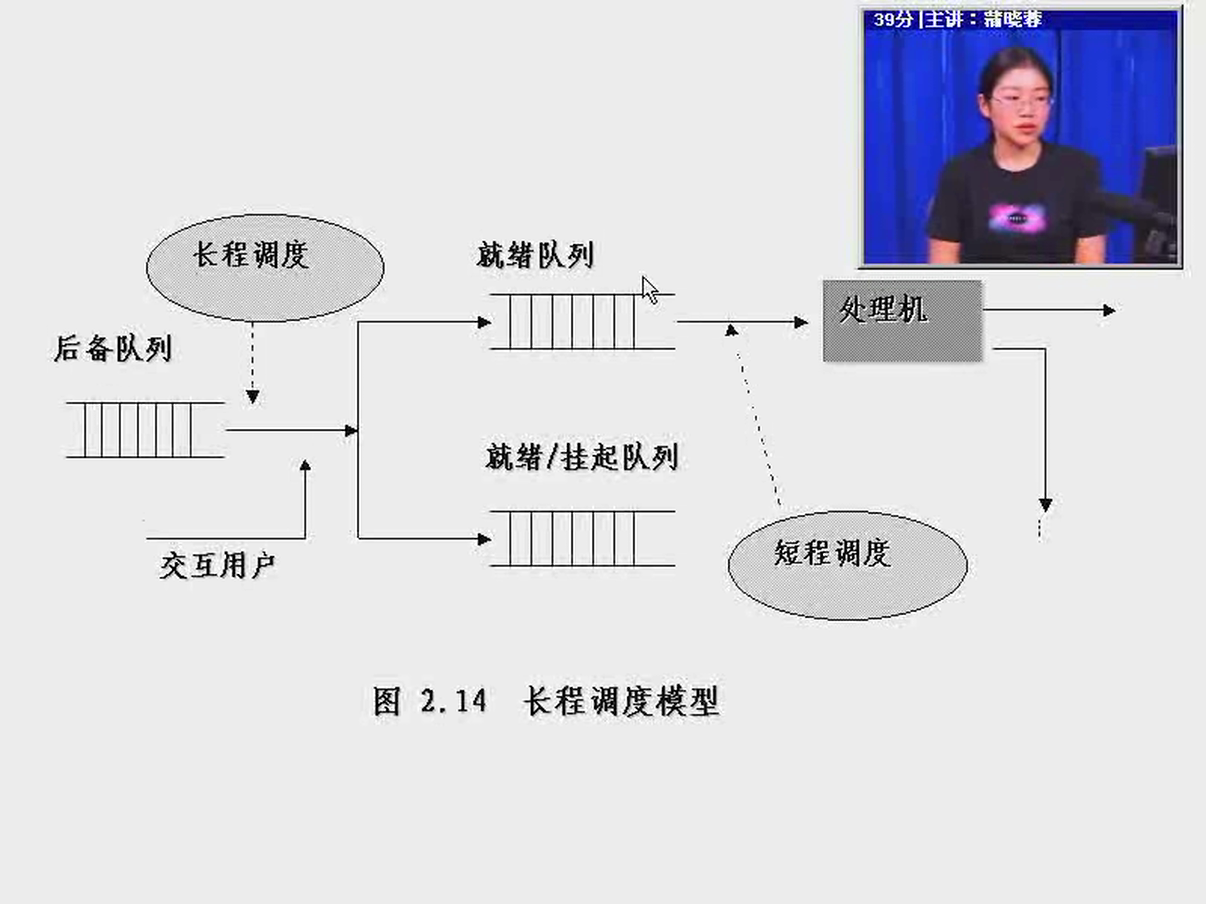 39分|主讲：蒲晓蓉
长程调度
就绪队列
处理机
后备队列
就绪/挂起队列
交互用户
短程调度
图 2.14 长程调度模型